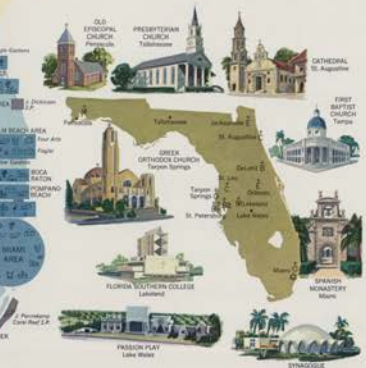 OLD
EPISCOPAL
CHURCH
Pensacola
PRESBYTERIAN
CHURCH
Tallahassee
CATHEDRAL
St. Augustine
FIRST
BAPTIST
CHURCH
Tampa
GREEK
ORTHODOX CHURCH
Tarpon Springs
Pensacola
Tallahassee
Jacksonville
St. Augustine
DeLand
St. Leo
Orlando
Tarpon
Springs
Lakeland
Lake Wales
St. Petersburg
Miami
FLORIDA SOUTHERN COLLEGE
Lakeland
SPANISH
MONASTERY
Miami
PASSION PLAY
Lake Wales
SYNAGOGUE
J. Dickinson
S.P.
BEACH AREA
Four Arts
BOCA
RATON
POMPANO
BEACH
MIAMI
AREA
J. Pennekamp
Coral Reef S.P.